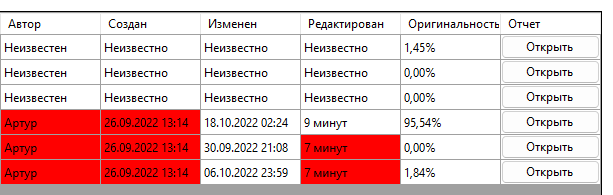 Автор Создан Изменен Редактирован Оригинальность Отчет
Неизвестен Неизвестно Неизвестно Неизвестно 1,45% Открыть
Неизвестен Неизвестно Неизвестно Неизвестно 0,00% Открыть
Неизвестен Неизвестно Неизвестно Неизвестно 0,00% Открыть
Артур 26.09.2022 13:14 18.10.2022 02:24 9 минут 95,54% Открыть
Артур 26.09.2022 13:14 30.09.2022 21:08 7 минут 0,00% Открыть
Артур 26.09.2022 13:14 06.10.2022 23:59 7 минут 1,84% Открыть